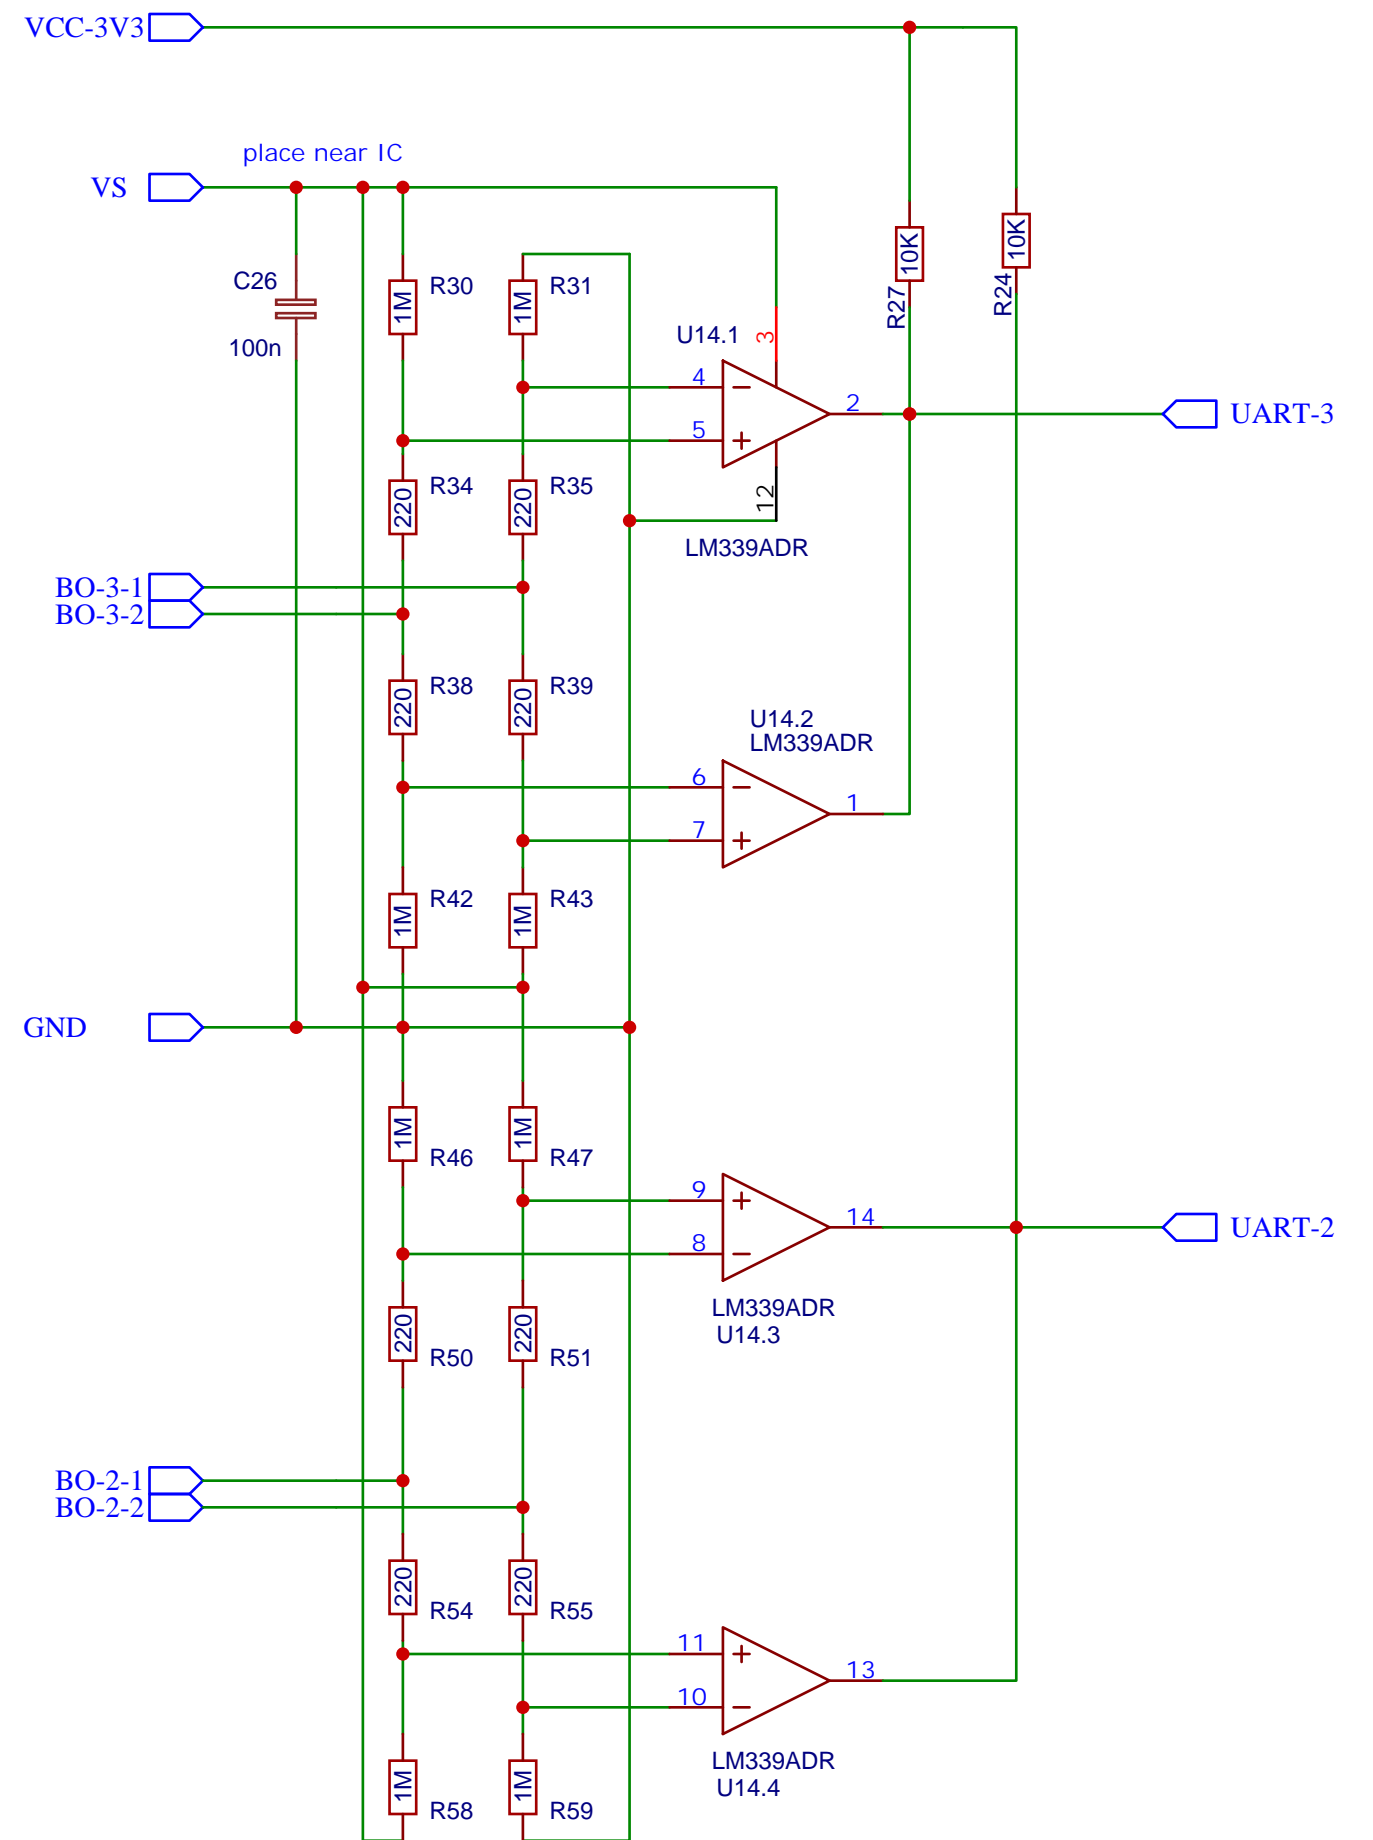 VCC-3V3
place near IC
VS
10K
R27
10K
R24
C26
100n
1M
R30
1M
R31
U14.1
3
4
5
2
12
LM339ADR
UART-3
220
R34
220
R35
BO-3-1
BO-3-2
220
R38
220
R39
U14.2
LM339ADR
6
7
1
1M
R42
1M
R43
GND
1M
R46
1M
R47
9
8
14
UART-2
LM339ADR
U14.3
220
R50
220
R51
BO-2-1
BO-2-2
220
R54
220
R55
11
10
13
LM339ADR
U14.4
1M
R58
1M
R59